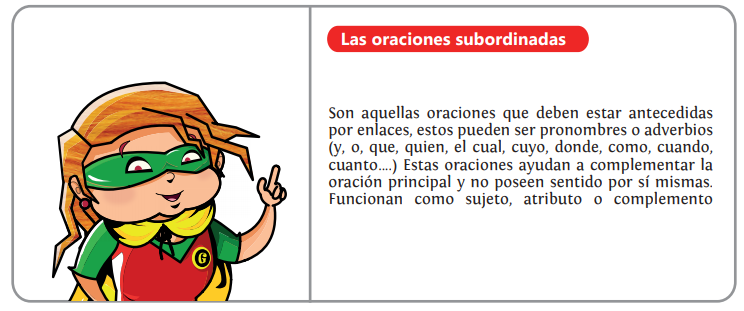 Las oraciones subordinadas
Son aquellas oraciones que deben estar antecedidas
por enlaces, estos pueden ser pronombres o adverbios
(y, o, que, quien, el cual, cuyo, donde, como, cuando,
cuanto....) Estas oraciones ayudan a complementar la
oración principal y no poseen sentido por sí mismas.
Funcionan como sujeto, atributo o complemento
G